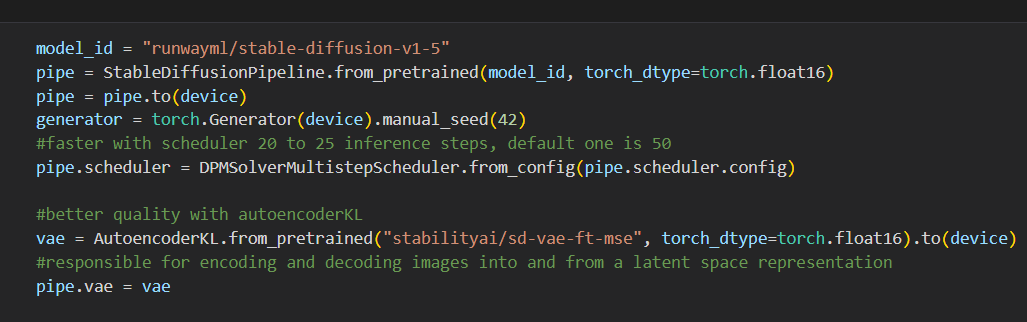 model_id = "runwayml/stable-diffusion-v1-5"
pipe = StableDiffusionPipeline.from_pretrained(model_id, torch_dtype=torch.float16)
pipe = pipe.to(device)
generator = torch.Generator(device).manual_seed(42)
#faster with scheduler 20 to 25 inference steps, default one is 50
pipe.scheduler = DPMSolverMultistepScheduler.from_config(pipe.scheduler.config)
#better quality with autoencoderKL
vae = AutoencoderKL.from_pretrained("stabilityai/sd-vae-ft-mse", torch_dtype=torch.float16).to(device)
#responsible for encoding and decoding images into and from a latent space representation
pipe.vae = vae